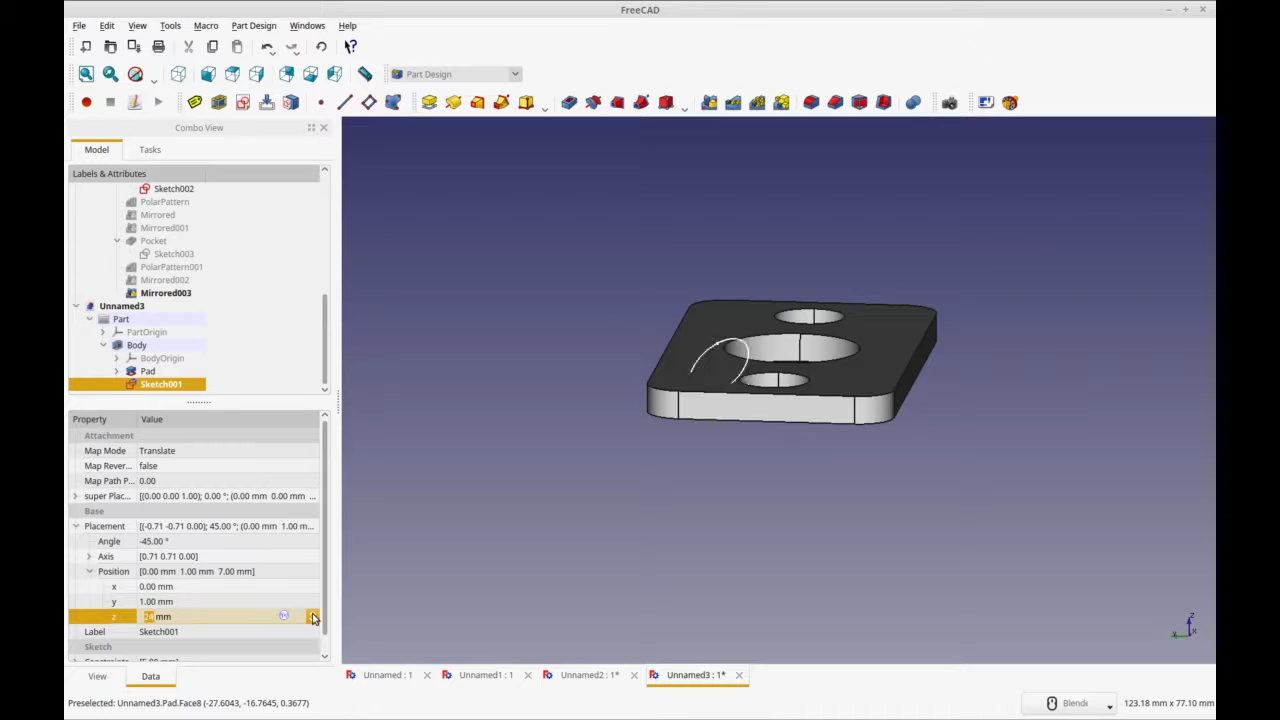 FreeCAD
File Edit View Tools Macro Part Design Windows Help
Part Design
Combo View
Model Tasks
Labels & Attributes
Sketch002
PolarPattern
Mirrored
Mirrored001
Pocket
Sketch003
PolarPattern001
Mirrored002
Mirrored003
Unnamed3
Part
PartOrigin
Body
BodyOrigin
Pad
Sketch001
Property Value
Attachment
Map Mode Translate
Map Rever... false
Map Path P... 0.00
super Plac... [(0.00 0.00 1.00); 0.00 °; (0.00 mm 0.00 mm ...
Base
Placement [(-0.71 -0.71 0.00); 45.00 °; (0.00 mm 1.00 m...
Angle -45.00 °
Axis [0.71 0.71 0.00]
Position [0.00 mm 1.00 mm 7.00 mm]
x 0.00 mm
y 1.00 mm
z mm
Label Sketch001
Sketch
View Data
Unnamed : 1 Unnamed1 : 1 Unnamed2 : 1* Unnamed3 : 1*
Preselected: Unnamed3.Pad.Face8 (-27.6043, -16.7645, 0.3677)
Blende 123.18 mm x 77.10 mm